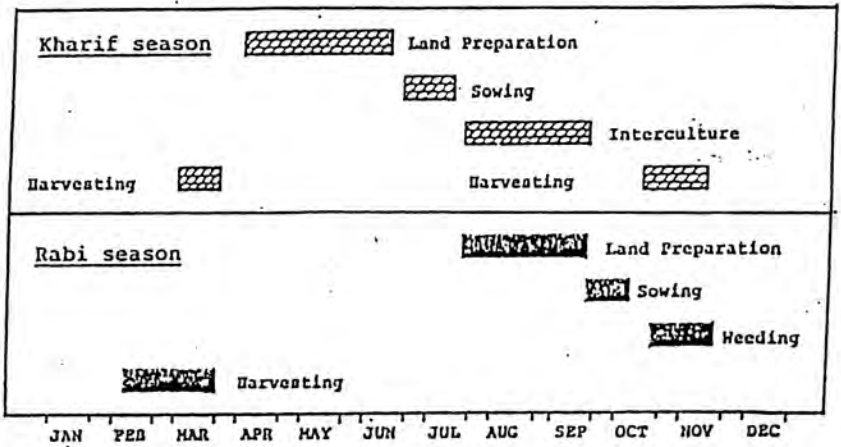 Kharif season
Land Preparation
Sowing
Interculture
Harvesting
Harvesting
Rabi season
Land Preparation
Sowing
Weeding
Harvesting
JAN FEB MAR APR MAY JUN JUL AUG SEP OCT NOV DEC